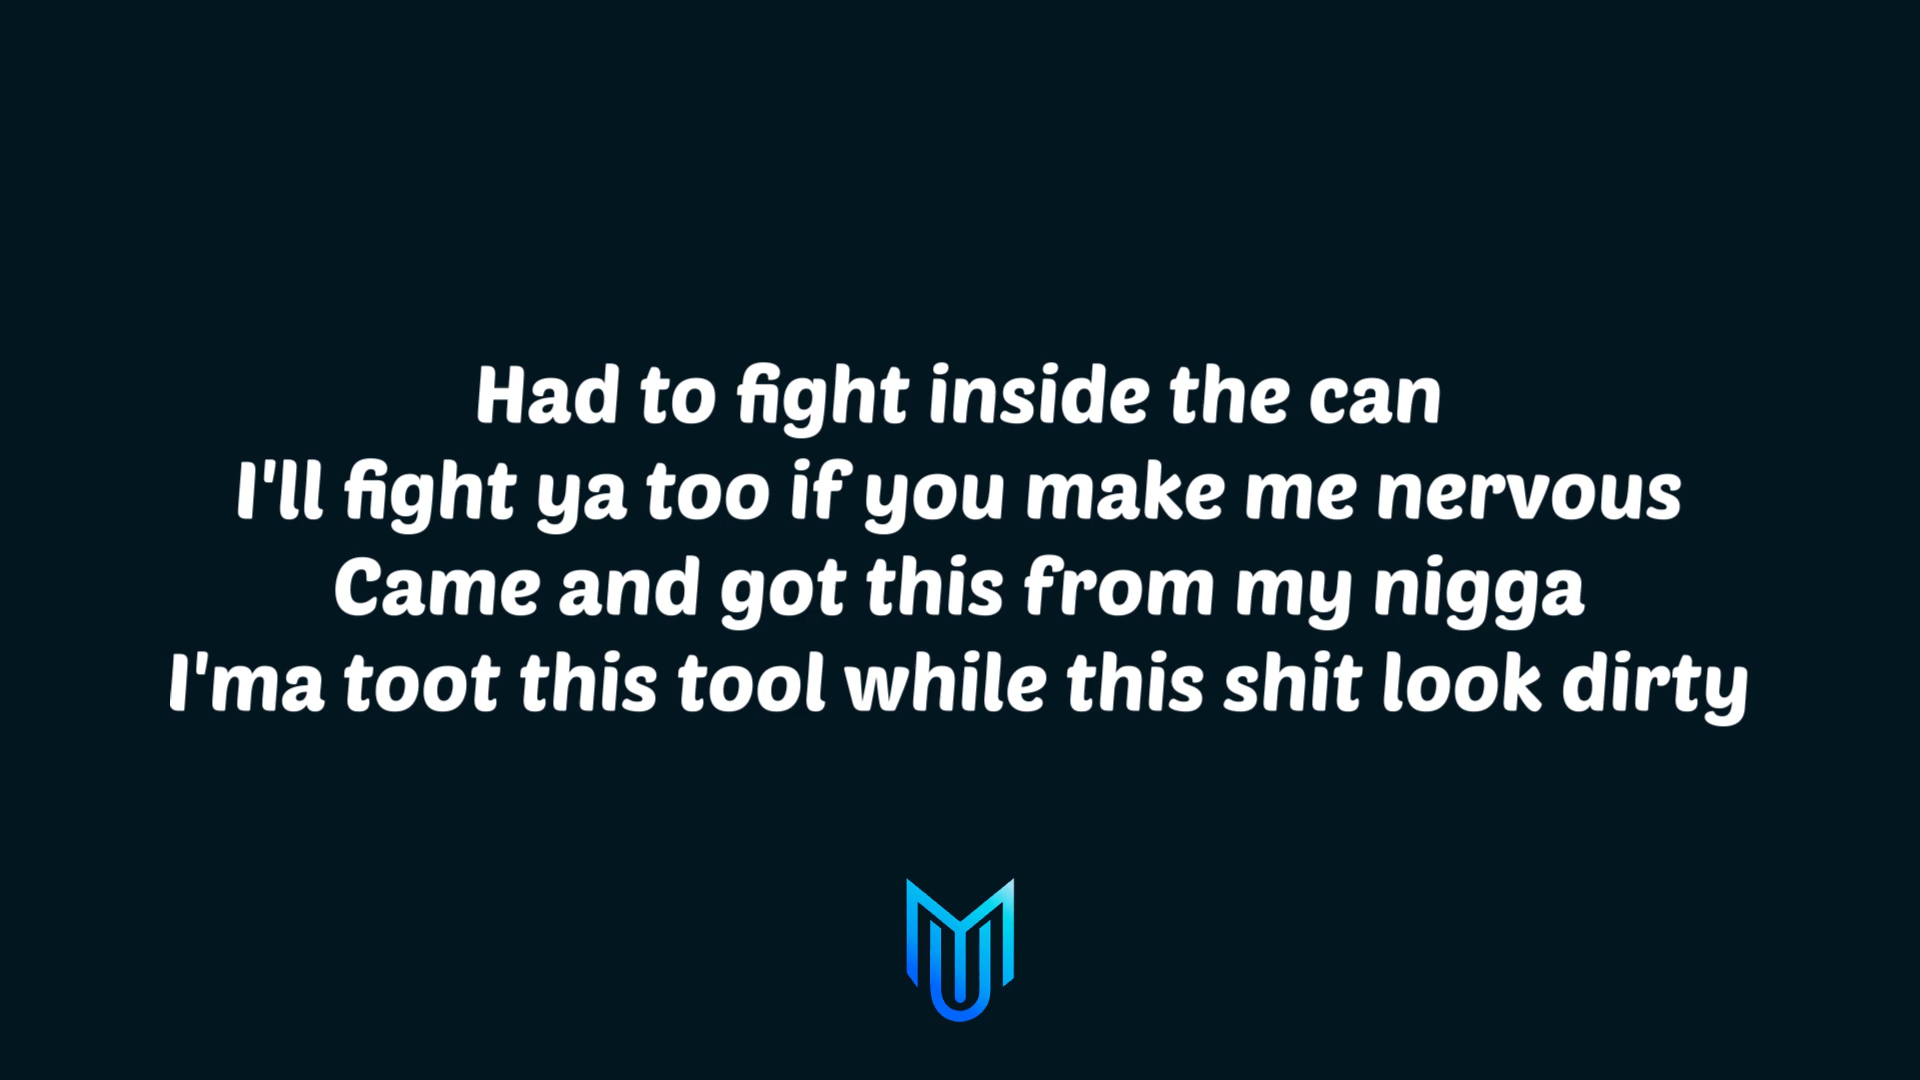 Had to fight inside the can
I'll fight ya too if you make me nervous
Came and got this from my nigga
I'ma toot this tool while this shit look dirty